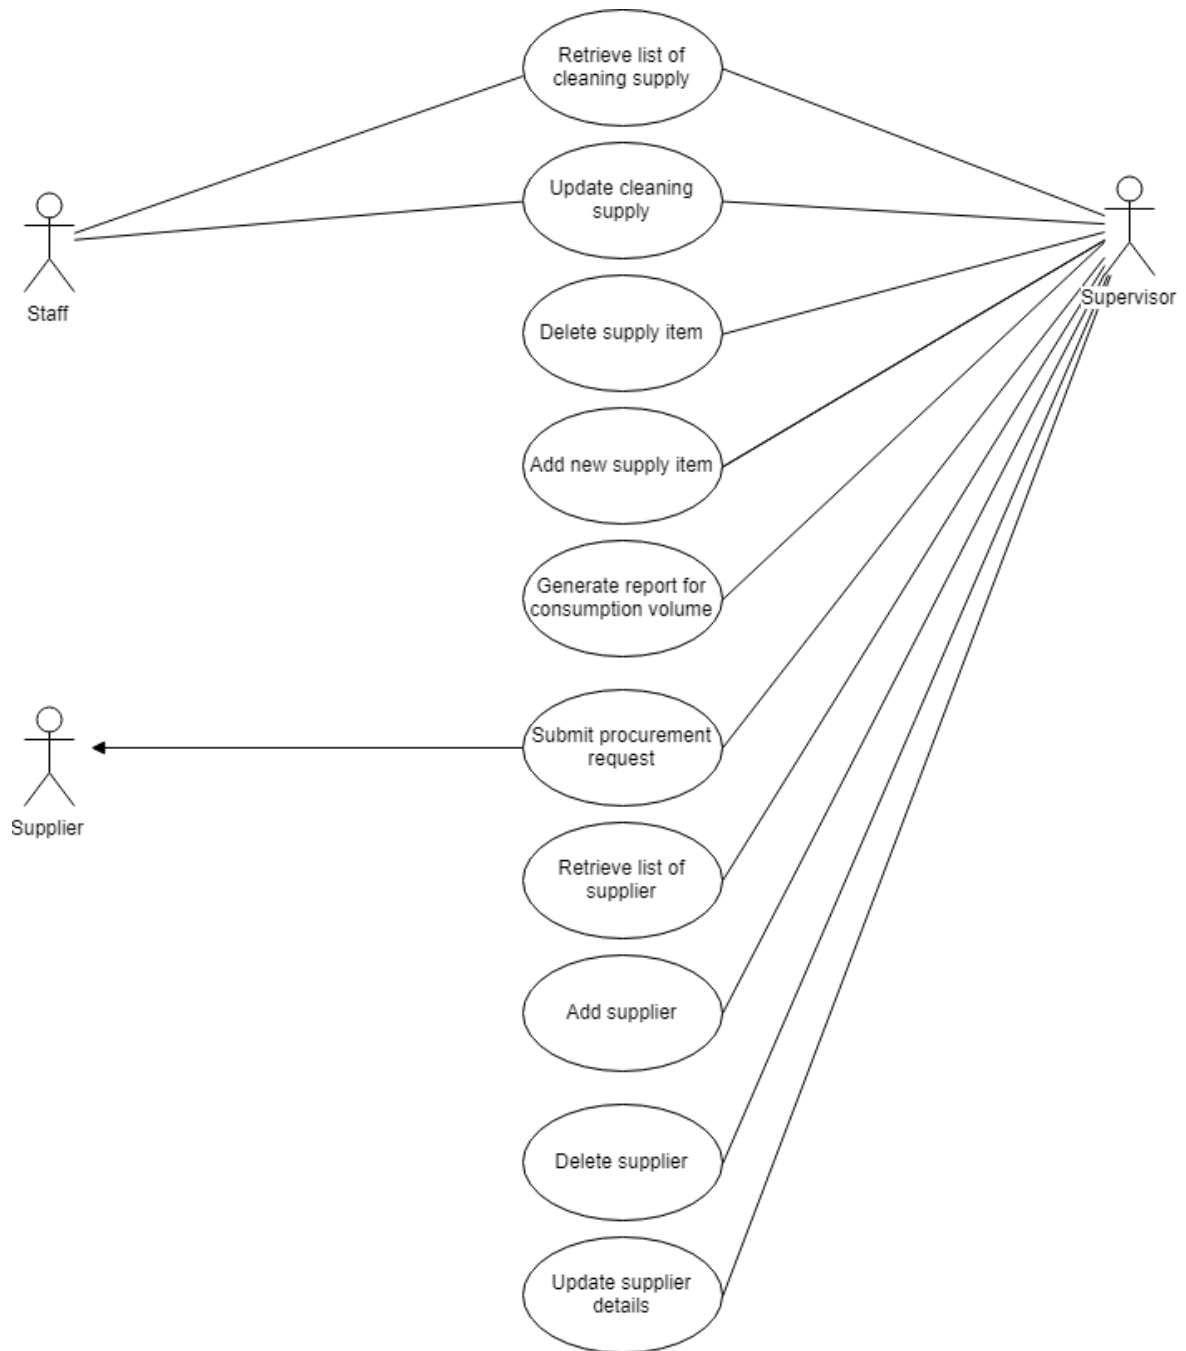 Retrieve list of
cleaning supply
Update cleaning
supply
Staff
Supervisor
Delete supply item
Add new supply item
Generate report for
consumption volume
Submit procurement
request
Supplier
Retrieve list of
supplier
Add supplier
Delete supplier
Update supplier
details